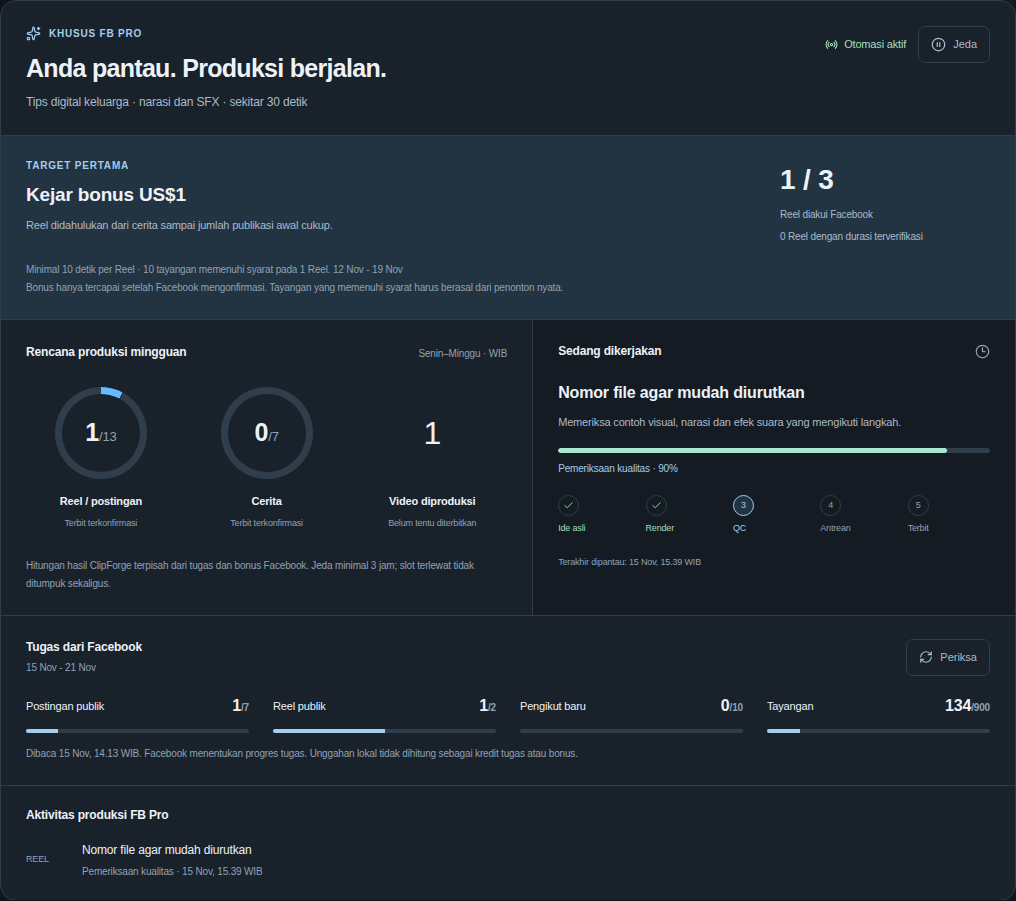 KHUSUS FB PRO
Anda pantau. Produksi berjalan.
Tips digital keluarga · narasi dan SFX · sekitar 30 detik
Otomasi aktif
Jeda
TARGET PERTAMA
Kejar bonus US$1
Reel didahulukan dari cerita sampai jumlah publikasi awal cukup.
Minimal 10 detik per Reel · 10 tayangan memenuhi syarat pada 1 Reel. 12 Nov - 19 Nov
Bonus hanya tercapai setelah Facebook mengonfirmasi. Tayangan yang memenuhi syarat harus berasal dari penonton nyata.
1 / 3
Reel diakui Facebook
0 Reel dengan durasi terverifikasi
Rencana produksi mingguan
Senin–Minggu · WIB
1/13
Reel / postingan
Terbit terkonfirmasi
0/7
Cerita
Terbit terkonfirmasi
1
Video diproduksi
Belum tentu diterbitkan
Hitungan hasil ClipForge terpisah dari tugas dan bonus Facebook. Jeda minimal 3 jam; slot terlewat tidak
ditumpuk sekaligus.
Sedang dikerjakan
Nomor file agar mudah diurutkan
Memeriksa contoh visual, narasi dan efek suara yang mengikuti langkah.
Pemeriksaan kualitas · 90%
Ide asli
Render
3
QC
4
Antrean
5
Terbit
Terakhir dipantau: 15 Nov, 15.39 WIB
Tugas dari Facebook
15 Nov - 21 Nov
Periksa
Postingan publik 1/7
Reel publik 1/2
Pengikut baru 0/10
Tayangan 134/900
Dibaca 15 Nov, 14.13 WIB. Facebook menentukan progres tugas. Unggahan lokal tidak dihitung sebagai kredit tugas atau bonus.
Aktivitas produksi FB Pro
REEL
Nomor file agar mudah diurutkan
Pemeriksaan kualitas · 15 Nov, 15.39 WIB